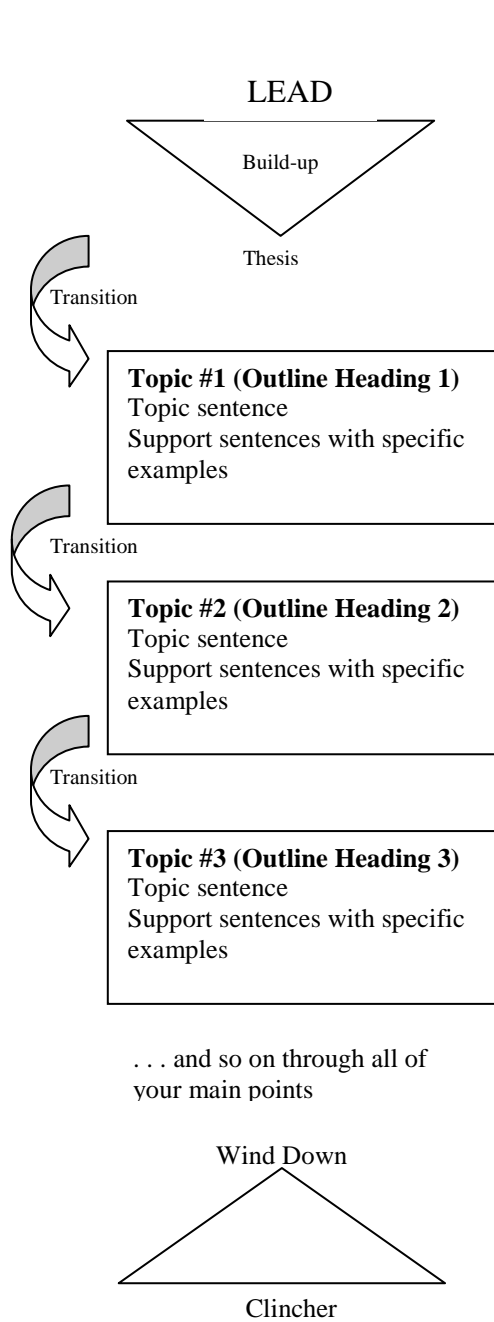 LEAD
Build-up
Thesis
Transition
Topic #1 (Outline Heading 1)
Topic sentence
Support sentences with specific
examples
Transition
Topic #2 (Outline Heading 2)
Topic sentence
Support sentences with specific
examples
Transition
Topic #3 (Outline Heading 3)
Topic sentence
Support sentences with specific
examples
. . . and so on through all of
your main points
Wind Down
Clincher